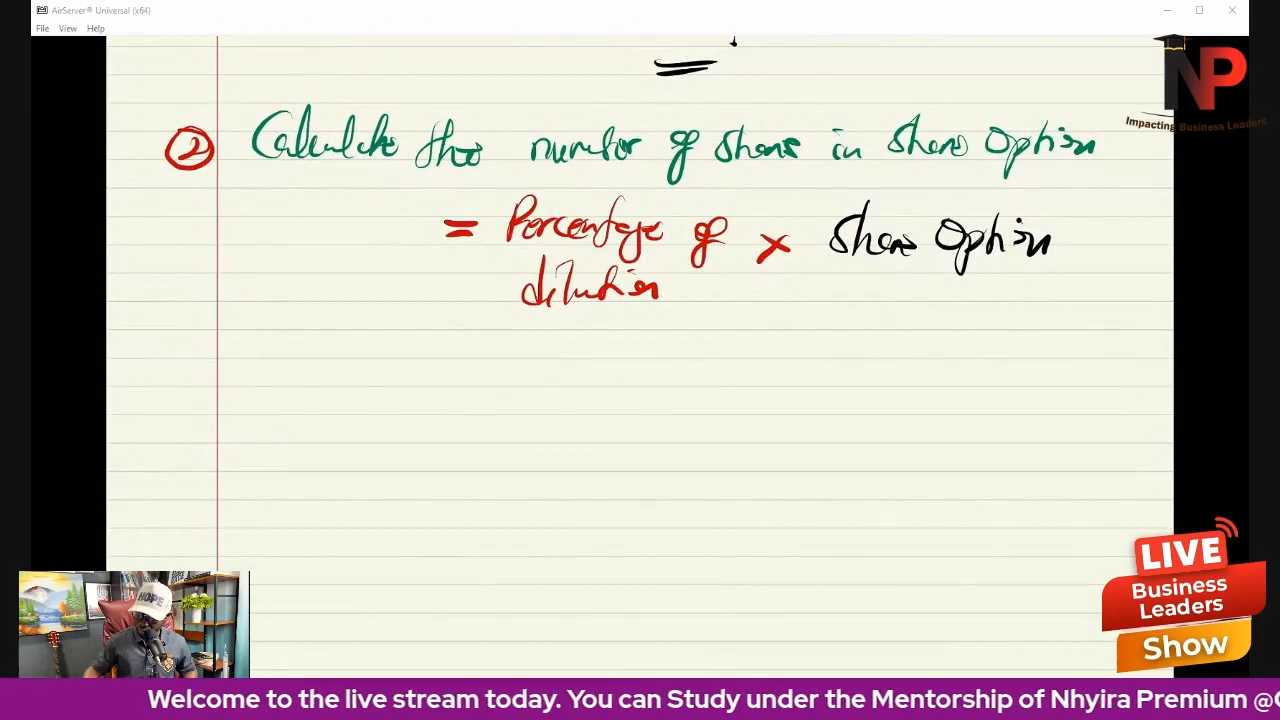 AirServer® Universal (x64)
File View Help
NP
Impacting Business Leaders
② Calculate the number of shares in Share Option
= Percentage of × Share Option
dilution
HOPE
LIVE
Business
Leaders
Show
Welcome to the live stream today. You can Study under the Mentorship of Nhyira Premium @